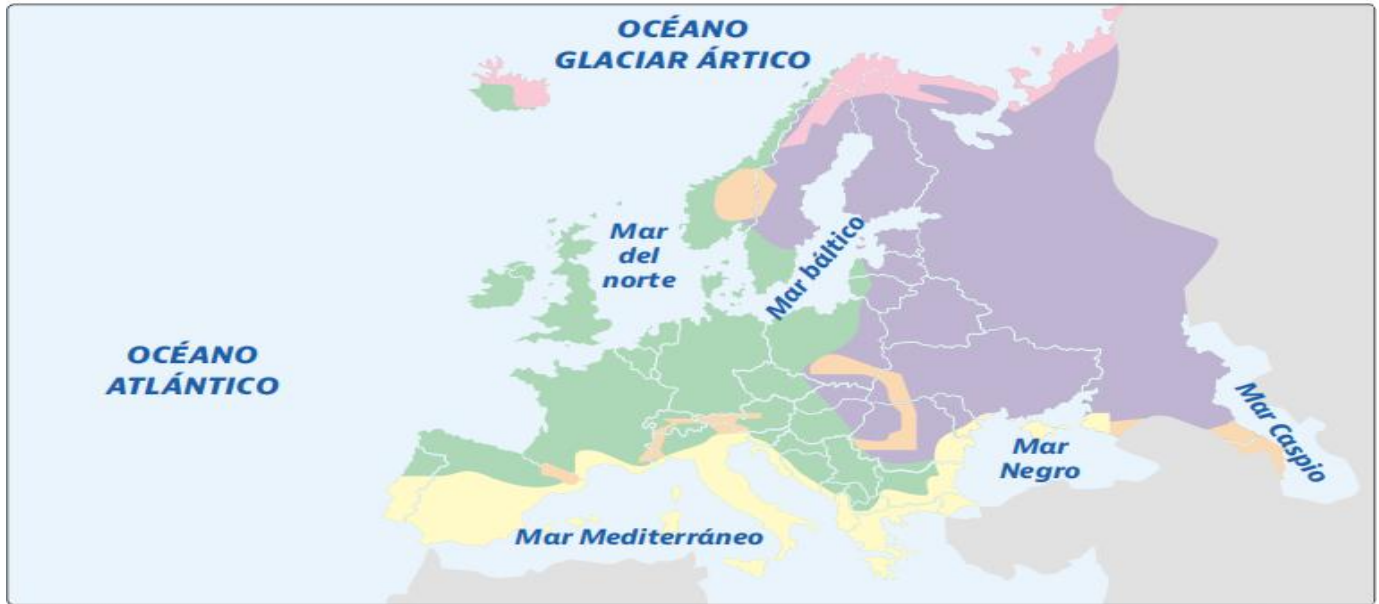 OCÉANO
GLACIAR ÁRTICO
Mar
del
norte
Mar báltico
OCÉANO
ATLÁNTICO
Mar
Negro
Mar Caspio
Mar Mediterráneo